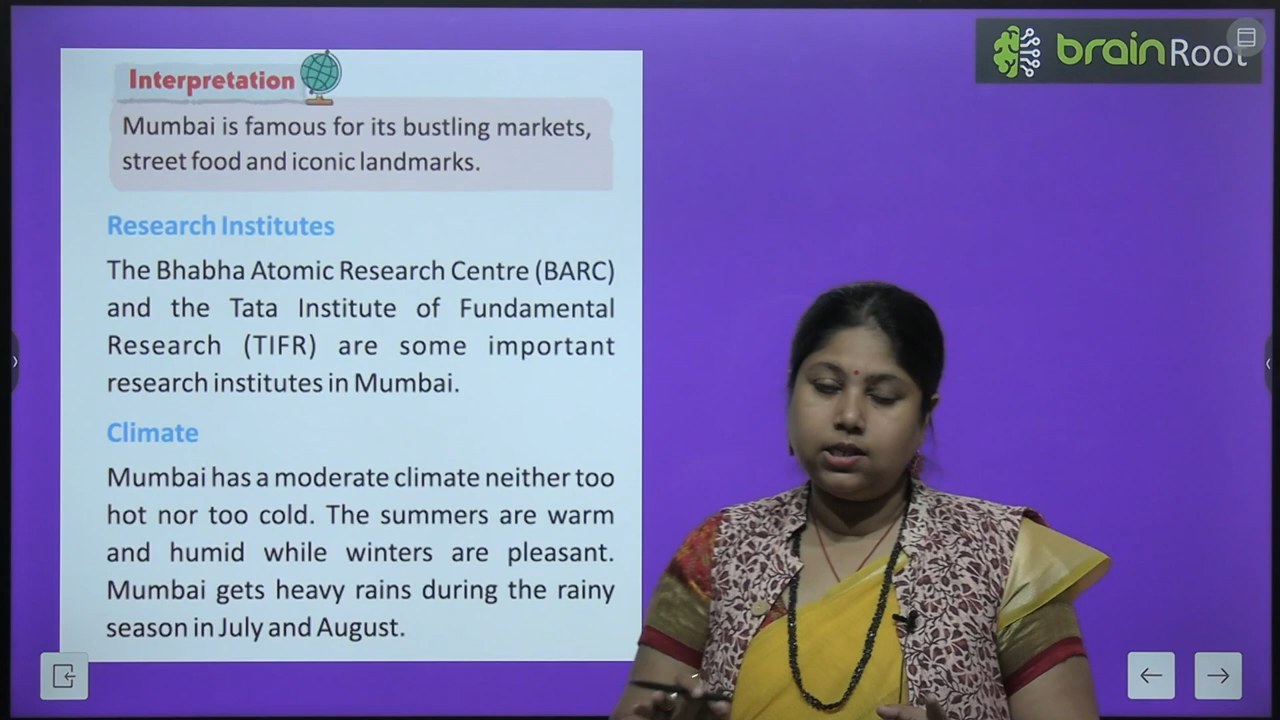 brainRoot
Interpretation
Mumbai is famous for its bustling markets,
street food and iconic landmarks.
Research Institutes
The Bhabha Atomic Research Centre (BARC)
and the Tata Institute of Fundamental
Research (TIFR) are some important
research institutes in Mumbai.
Climate
Mumbai has a moderate climate neither too
hot nor too cold. The summers are warm
and humid while winters are pleasant.
Mumbai gets heavy rains during the rainy
season in July and August.